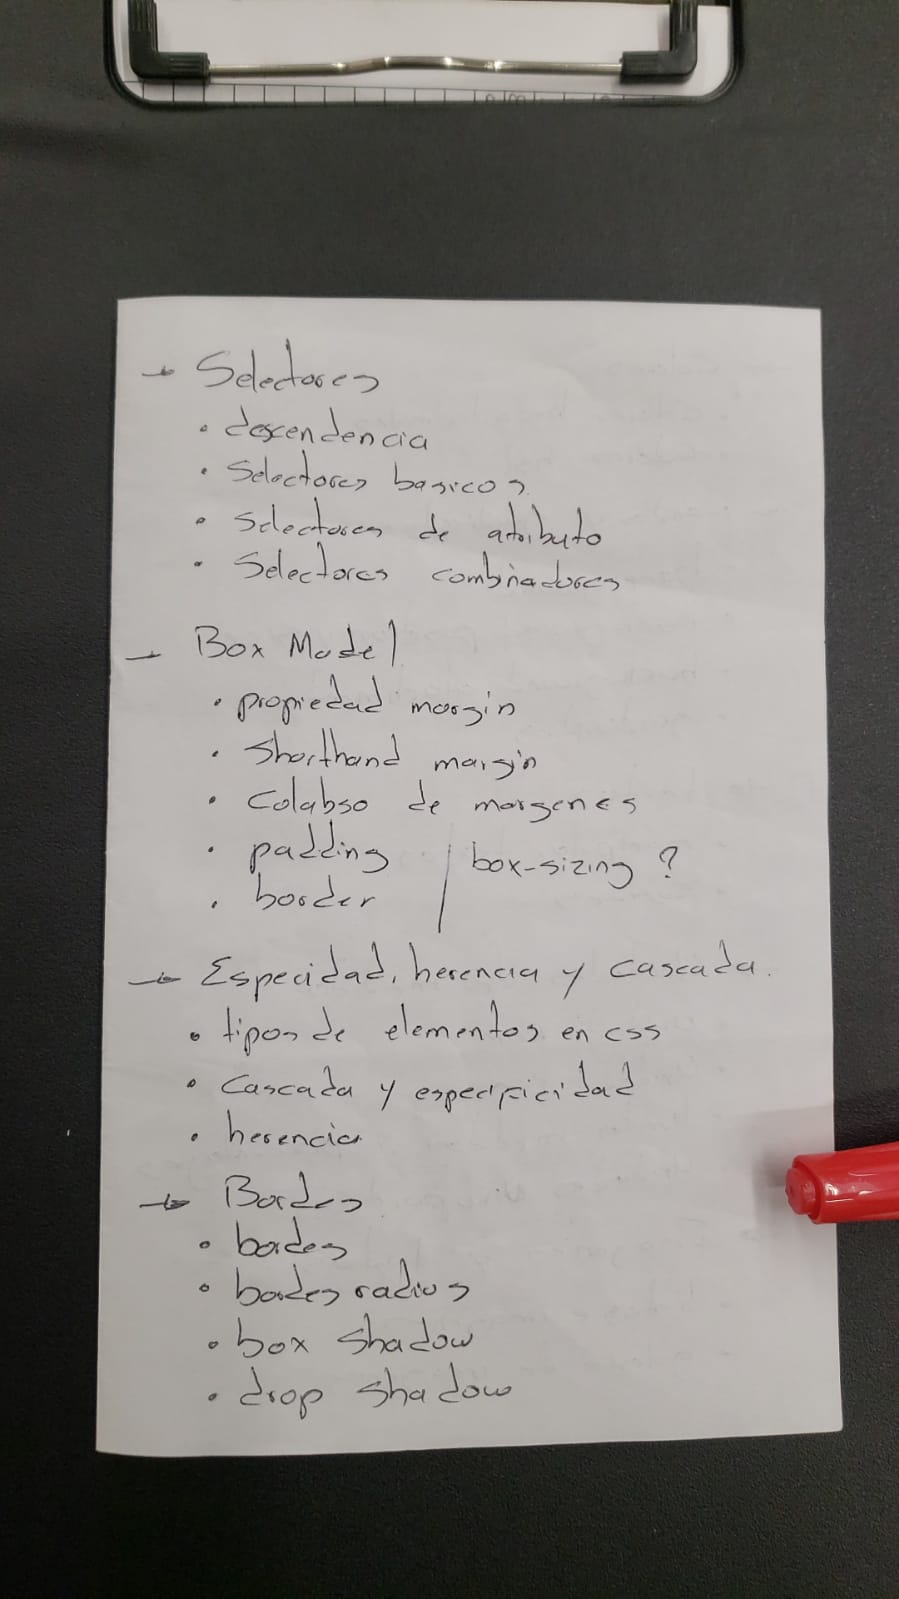 → Selectores
• descendencia
• Selectores basicos
• Selectores de atributo
• Selectores combinadores
→ Box Model
• propiedad margin
• Shorthand margin
• Colabso de margenes
• padding | box-sizing ?
• border
→ Especidad, herencia y cascada.
• tipos de elementos en css
• Cascada y especificidad
• herencia
→ Bordes
• bordes
• bordes radius
• box shadow
• drop shadow